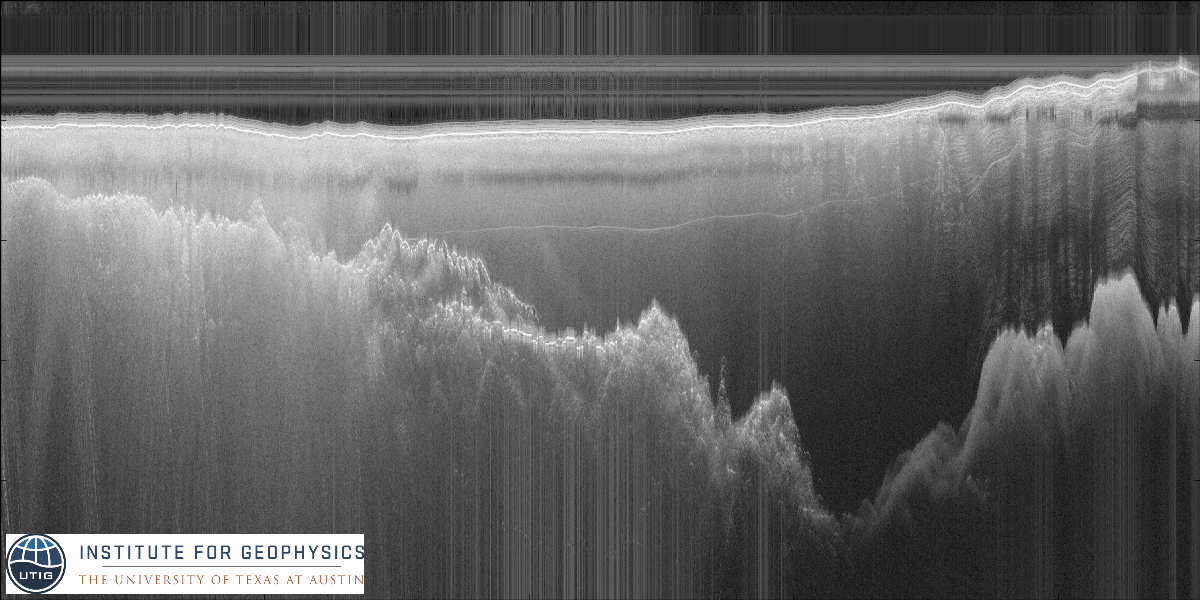 UTIG
INSTITUTE FOR GEOPHYSICS
THE UNIVERSITY OF TEXAS AT AUSTIN